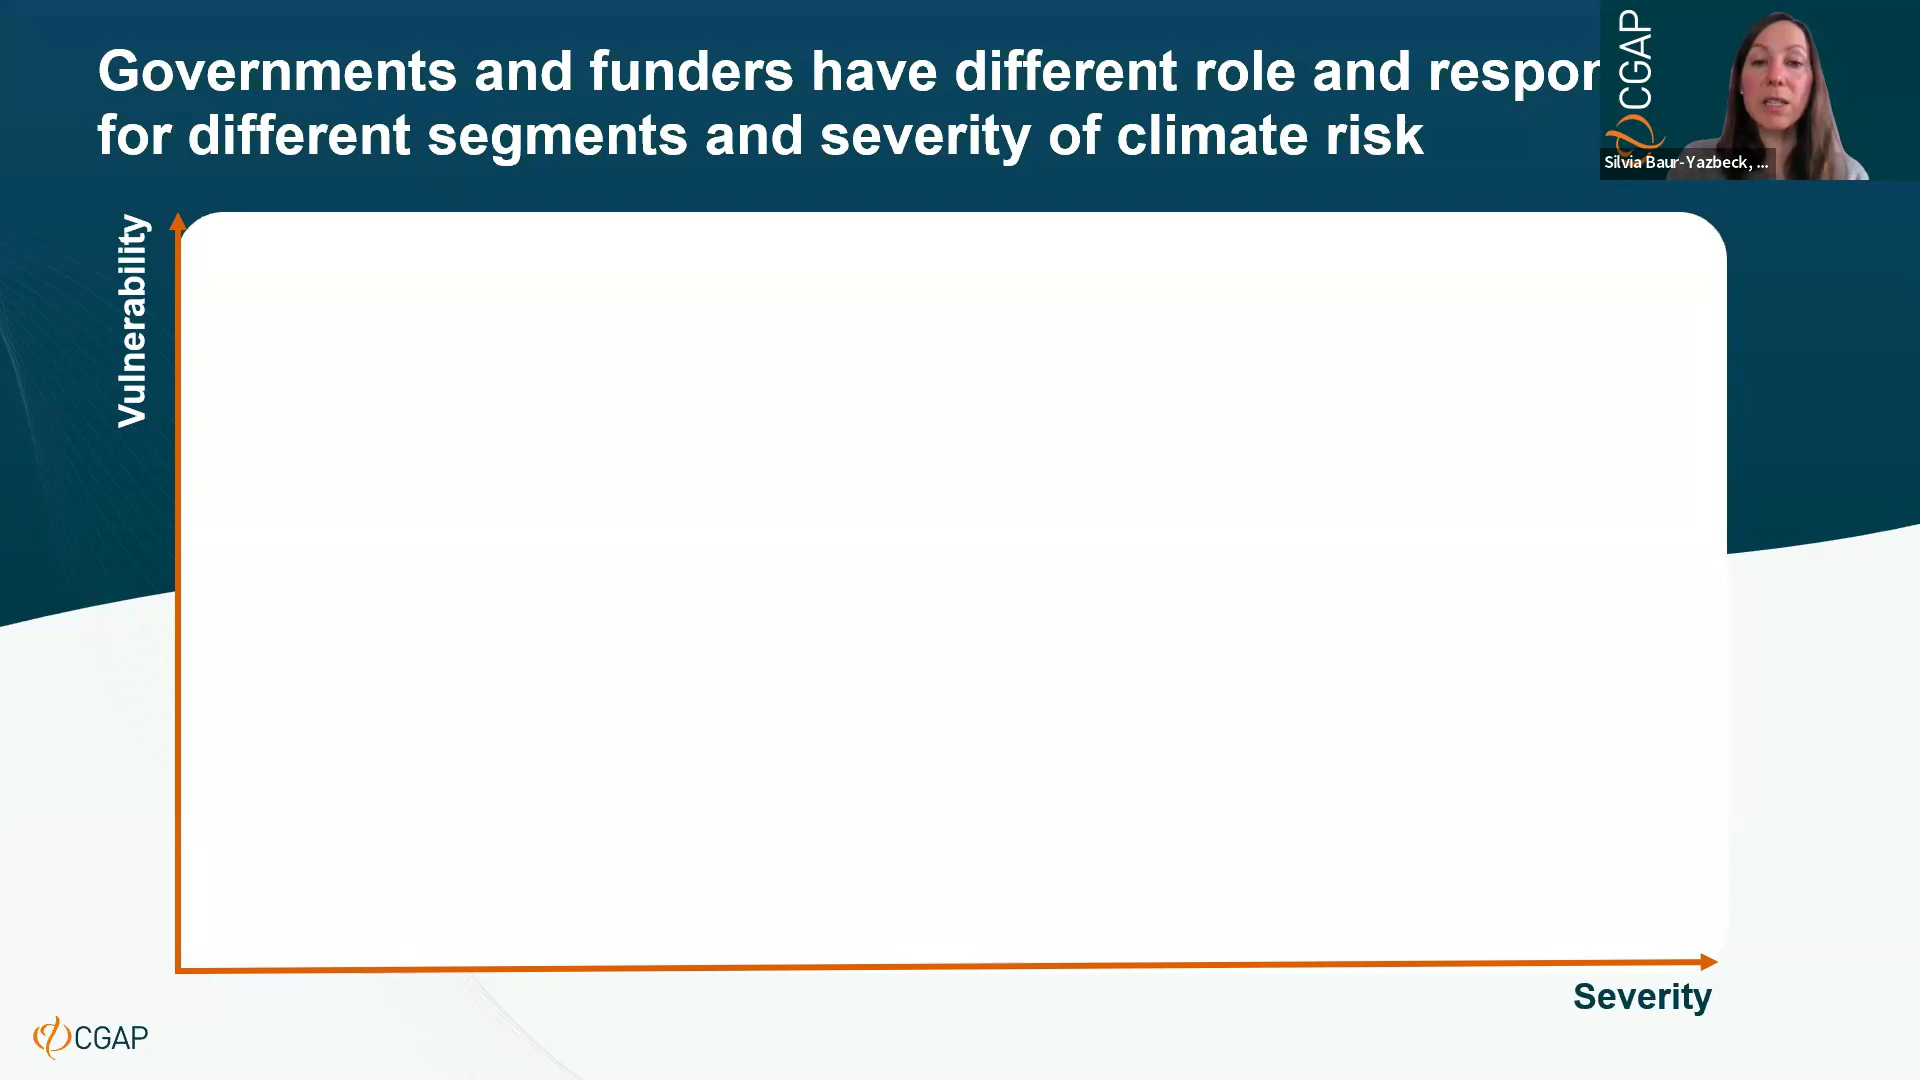 Governments and funders have different role and respon
for different segments and severity of climate risk
CGAP
Silvia Baur-Yazbeck, ...
Vulnerability
Severity
CGAP